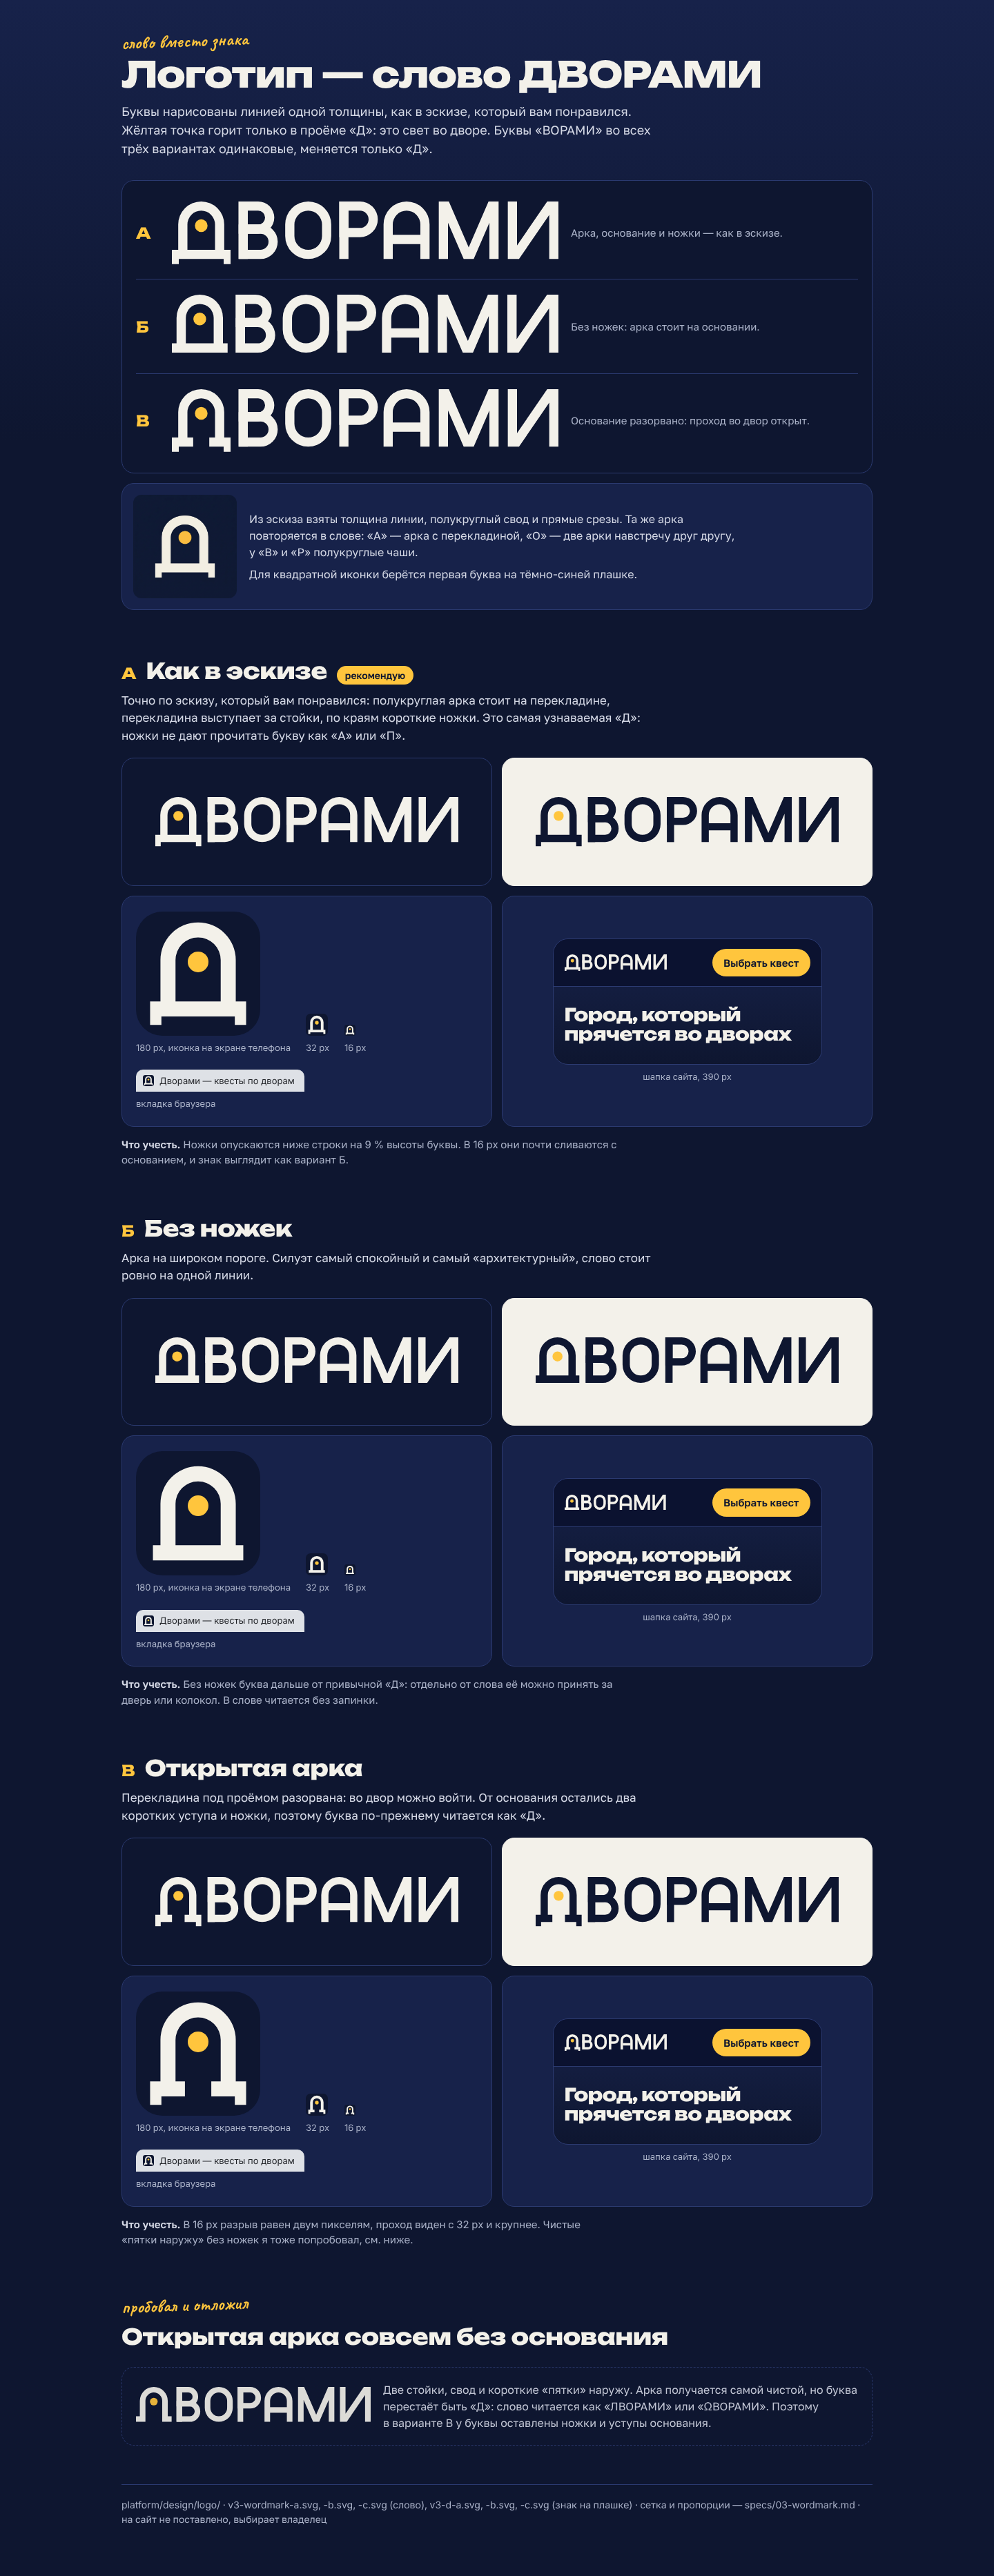 слово вместо знака
Логотип — слово ДВОРАМИ
Буквы нарисованы линией одной толщины, как в эскизе, который вам понравился.
Жёлтая точка горит только в проёме «Д»: это свет во дворе. Буквы «ВОРАМИ» во всех
трёх вариантах одинаковые, меняется только «Д».
А ДВОРАМИ Арка, основание и ножки — как в эскизе.
Б ДВОРАМИ Без ножек: арка стоит на основании.
В ДВОРАМИ Основание разорвано: проход во двор открыт.
Д
Из эскиза взяты толщина линии, полукруглый свод и прямые срезы. Та же арка
повторяется в слове: «А» — арка с перекладиной, «О» — две арки навстречу друг другу,
у «В» и «Р» полукруглые чаши.
Для квадратной иконки берётся первая буква на тёмно-синей плашке.
А Как в эскизе рекомендую
Точно по эскизу, который вам понравился: полукруглая арка стоит на перекладине,
перекладина выступает за стойки, по краям короткие ножки. Это самая узнаваемая «Д»:
ножки не дают прочитать букву как «А» или «П».
ДВОРАМИ ДВОРАМИ
Д Д Д
180 px, иконка на экране телефона 32 px 16 px
Д Дворами — квесты по дворам
вкладка браузера
ДВОРАМИ Выбрать квест
Город, который
прячется во дворах
шапка сайта, 390 px
Что учесть. Ножки опускаются ниже строки на 9 % высоты буквы. В 16 px они почти сливаются с
основанием, и знак выглядит как вариант Б.
Б Без ножек
Арка на широком пороге. Силуэт самый спокойный и самый «архитектурный», слово стоит
ровно на одной линии.
ДВОРАМИ ДВОРАМИ
Д Д Д
180 px, иконка на экране телефона 32 px 16 px
Д Дворами — квесты по дворам
вкладка браузера
ДВОРАМИ Выбрать квест
Город, который
прячется во дворах
шапка сайта, 390 px
Что учесть. Без ножек буква дальше от привычной «Д»: отдельно от слова её можно принять за
дверь или колокол. В слове читается без запинки.
В Открытая арка
Перекладина под проёмом разорвана: во двор можно войти. От основания остались два
коротких уступа и ножки, поэтому буква по-прежнему читается как «Д».
ДВОРАМИ ДВОРАМИ
Д Д Д
180 px, иконка на экране телефона 32 px 16 px
Д Дворами — квесты по дворам
вкладка браузера
ДВОРАМИ Выбрать квест
Город, который
прячется во дворах
шапка сайта, 390 px
Что учесть. В 16 px разрыв равен двум пикселям, проход виден с 32 px и крупнее. Чистые
«пятки наружу» без ножек я тоже попробовал, см. ниже.
пробовал и отложил
Открытая арка совсем без основания
ДВОРАМИ
Две стойки, свод и короткие «пятки» наружу. Арка получается самой чистой, но буква
перестаёт быть «Д»: слово читается как «ЛВОРАМИ» или «ΩВОРАМИ». Поэтому
в варианте В у буквы оставлены ножки и уступы основания.
platform/design/logo/ · v3-wordmark-a.svg, -b.svg, -c.svg (слово), v3-d-a.svg, -b.svg, -c.svg (знак на плашке) · сетка и пропорции — specs/03-wordmark.md ·
на сайт не поставлено, выбирает владелец